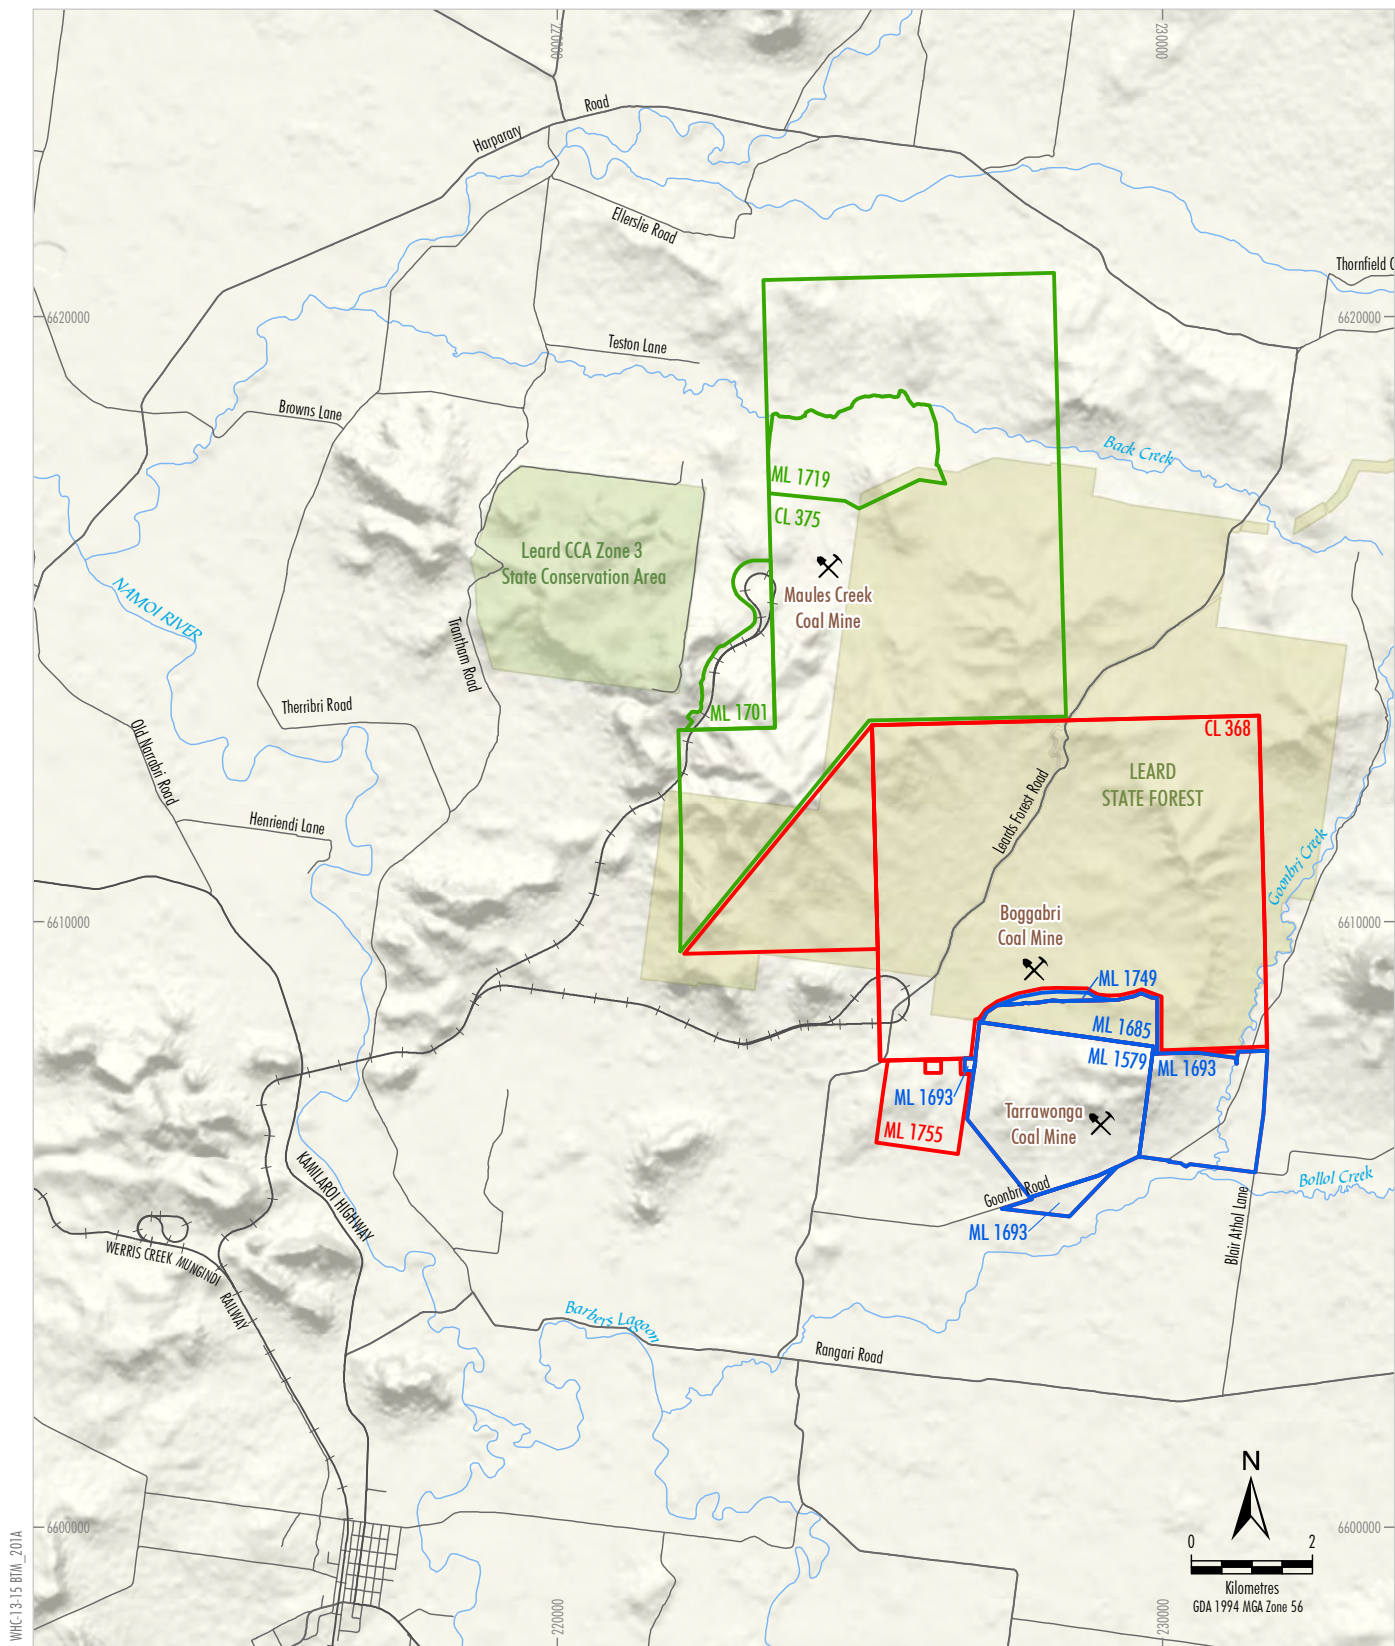 220000
230000
Harparary
Road
Ellerslie Road
Thornfield C
6620000
6620000
Teston Lane
Browns Lane
Back Creek
ML 1719
CL 375
Leard CCA Zone 3
State Conservation Area
NAMOI RIVER
Maules Creek
Coal Mine
Trantham Road
Therribri Road
ML 1701
Old Narrabri Road
CL 368
LEARD
STATE FOREST
Leards Forest Road
Henriendi Lane
Goonbri Creek
6610000
6610000
Boggabri
Coal Mine
ML 1749
ML 1685
ML 1579
ML 1693
ML 1693
Tarrawonga
Coal Mine
ML 1755
KAMILAROI HIGHWAY
Goonbri Road
Bollol Creek
ML 1693
Blair Athol Lane
WERRIS CREEK MUNGINDI
RAILWAY
Barbers Lagoon
Rangari Road
N
0
2
Kilometres
GDA 1994 MGA Zone 56
6600000
6600000
WHC-13-15 BTM_201A
220000
230000